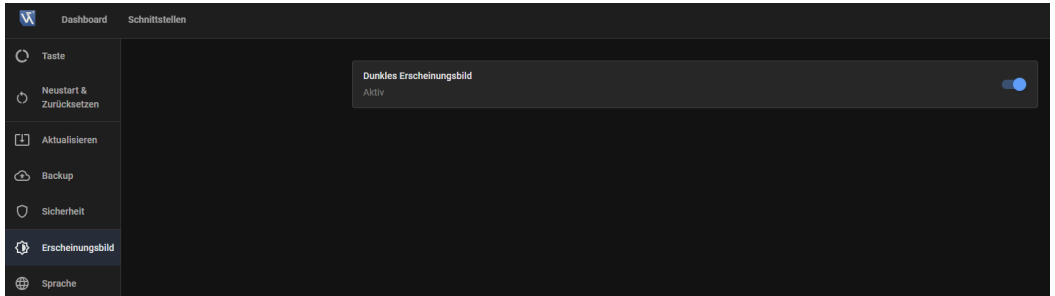 Dashboard Schnittstellen
Taste
Neustart &
Zurücksetzen
Aktualisieren
Backup
Sicherheit
Erscheinungsbild
Sprache
Dunkles Erscheinungsbild
Aktiv